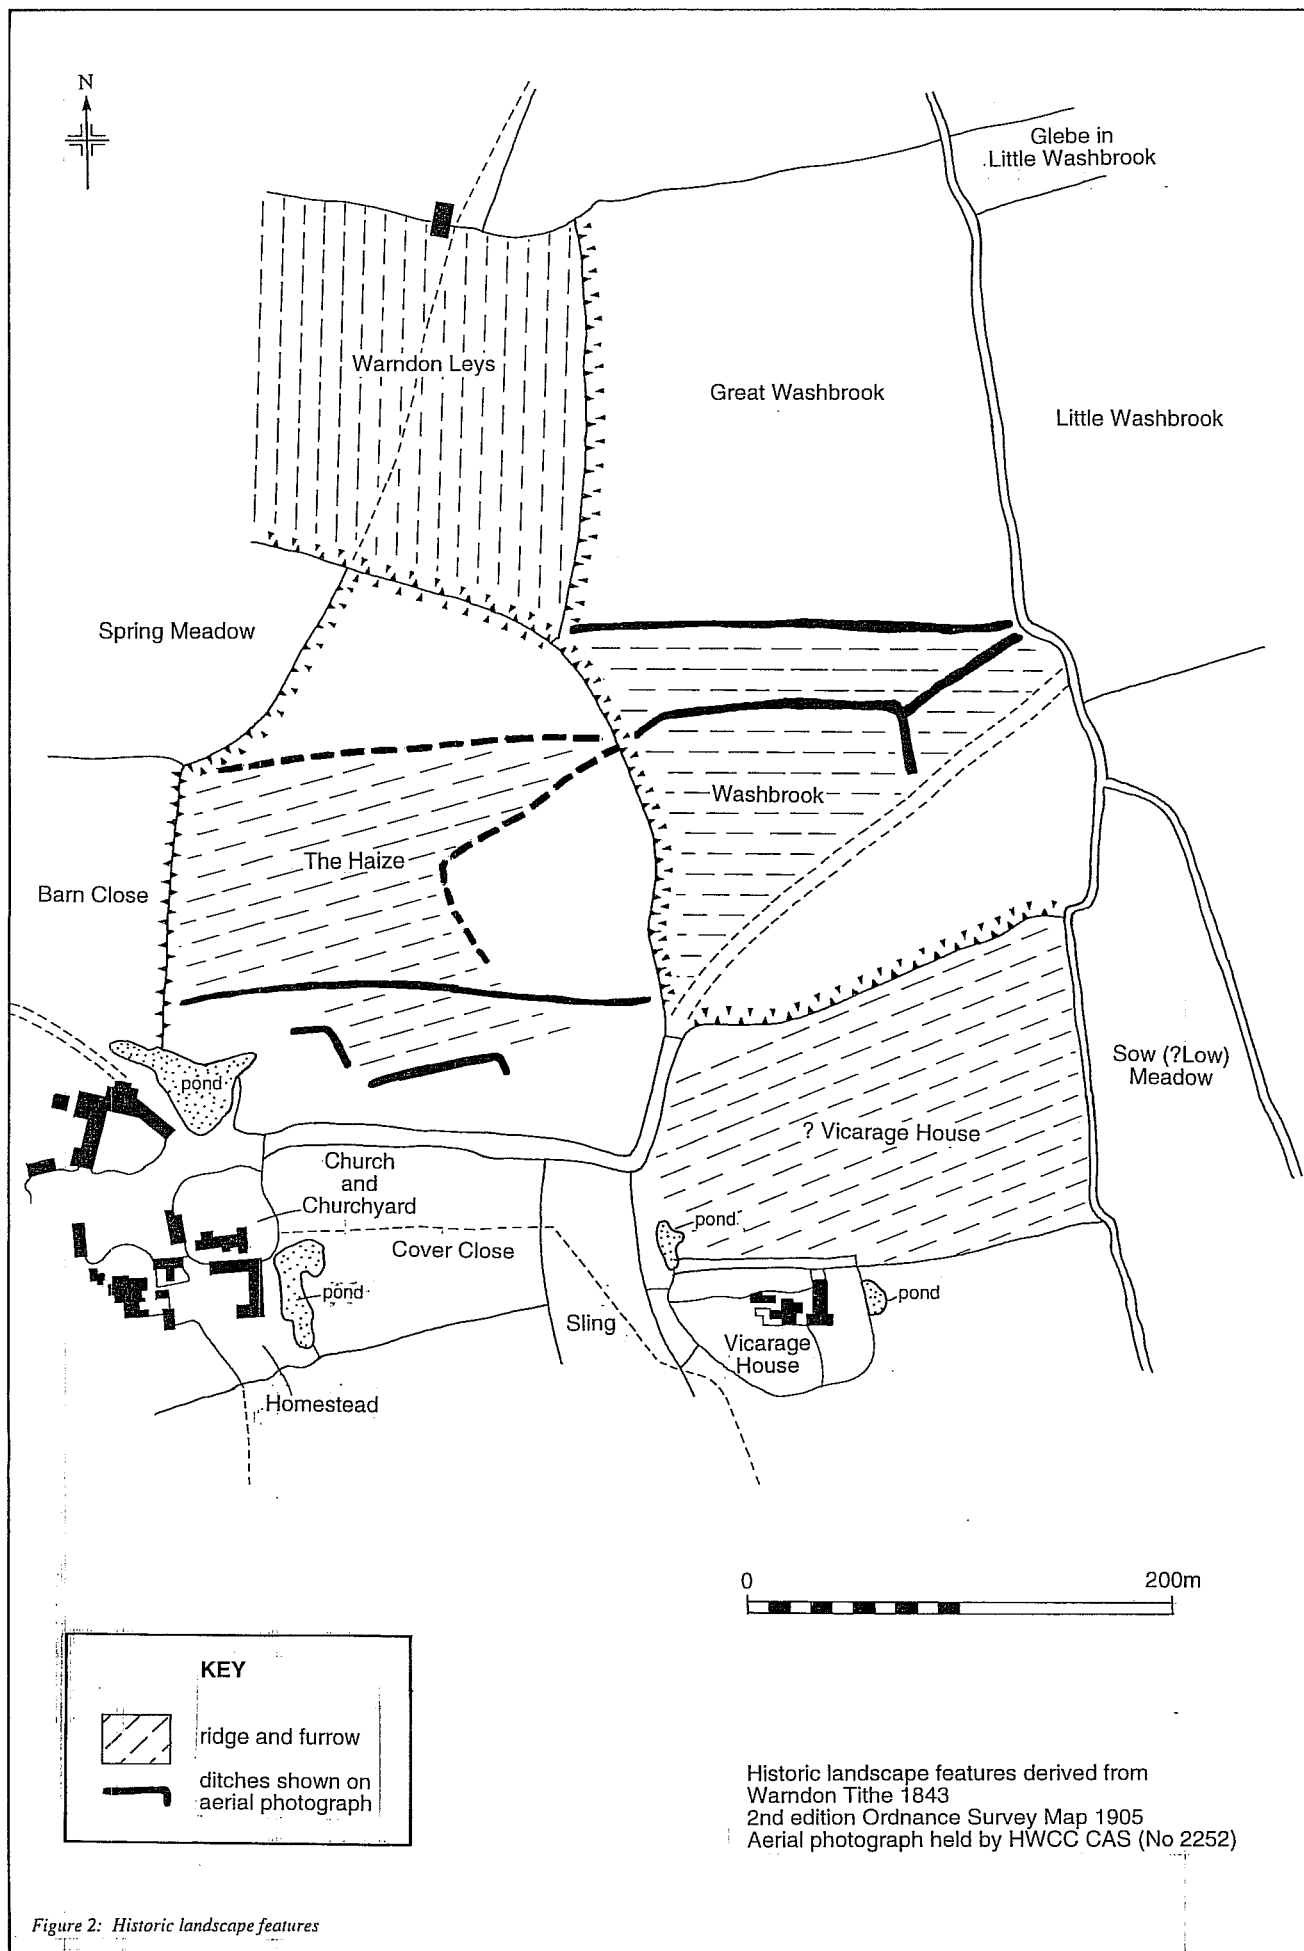 N
Glebe in
Little Washbrook
Warndon Leys
Great Washbrook
Little Washbrook
Spring Meadow
Washbrook
The Haize
Barn Close
pond
Sow (?Low)
Meadow
? Vicarage House
Church
and
Churchyard
pond
Cover Close
pond
pond
Sling
Vicarage
House
Homestead
0 200m
KEY
ridge and furrow
ditches shown on
aerial photograph
Historic landscape features derived from
Warndon Tithe 1843
2nd edition Ordnance Survey Map 1905
Aerial photograph held by HWCC CAS (No 2252)
Figure 2: Historic landscape features